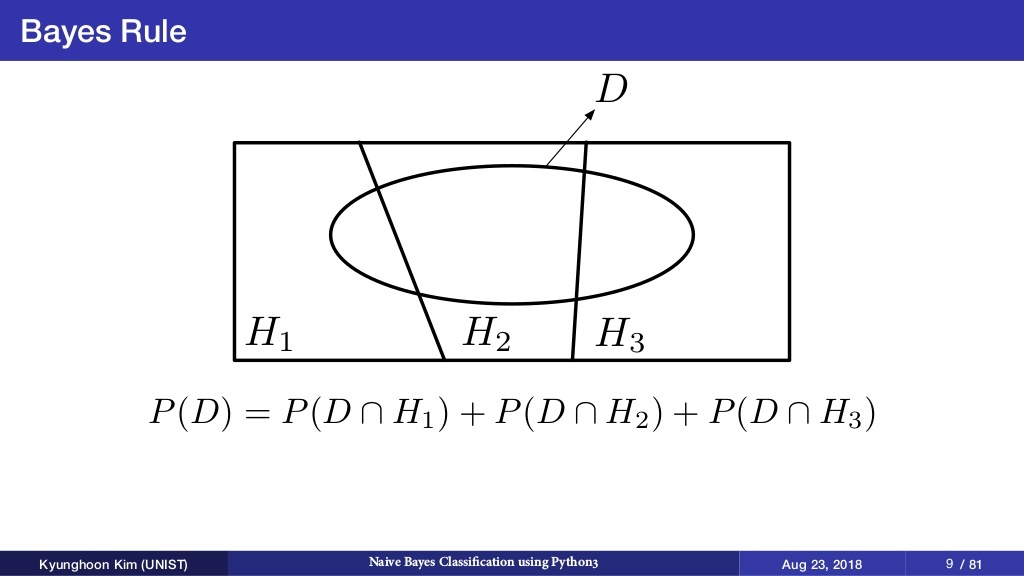 Bayes Rule
D
H₁ H₂ H₃
P(D) = P(D ∩ H₁) + P(D ∩ H₂) + P(D ∩ H₃)
Kyunghoon Kim (UNIST) Naive Bayes Classification using Python3 Aug 23, 2018 9 / 81